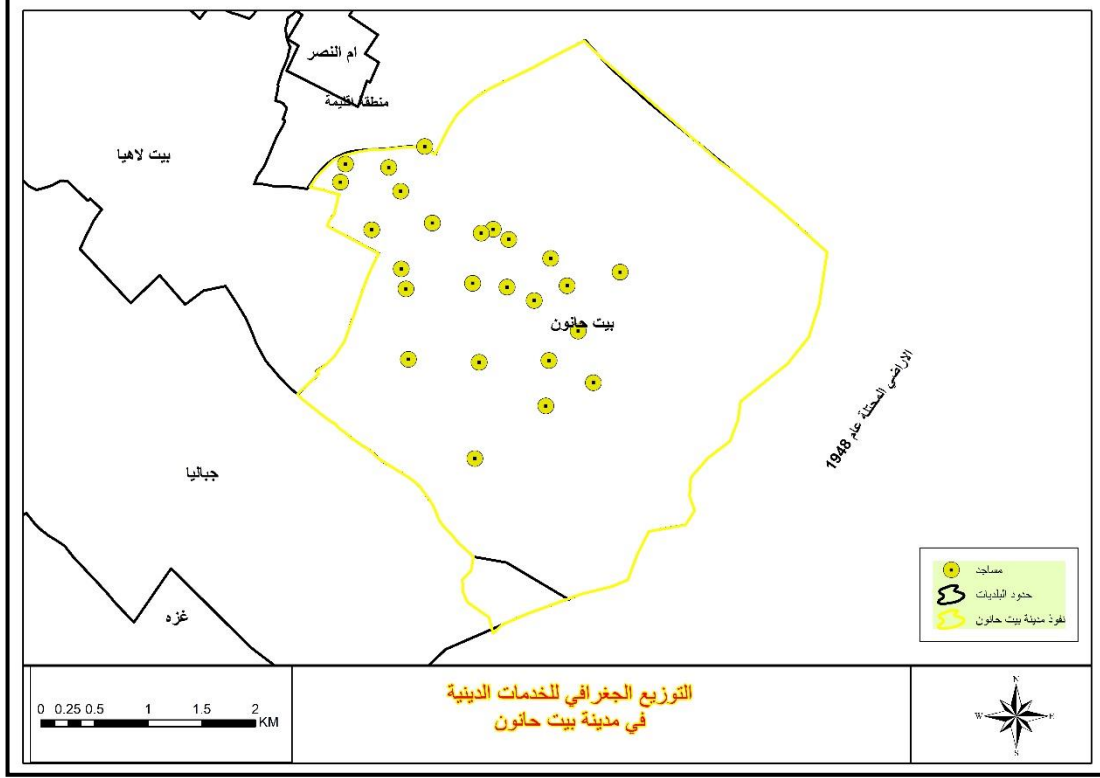 ام النصر
منطقة اقليمة
بيت لاهيا
بيت حانون
الاراضي المحتلة عام 1948
جباليا
غزه
مساجد
حدود البلديات
نفوذ مدينة بيت حانون
0 0.25 0.5 1 1.5 2
KM
التوزيع الجغرافي للخدمات الدينية
في مدينة بيت حانون
N
W E
S